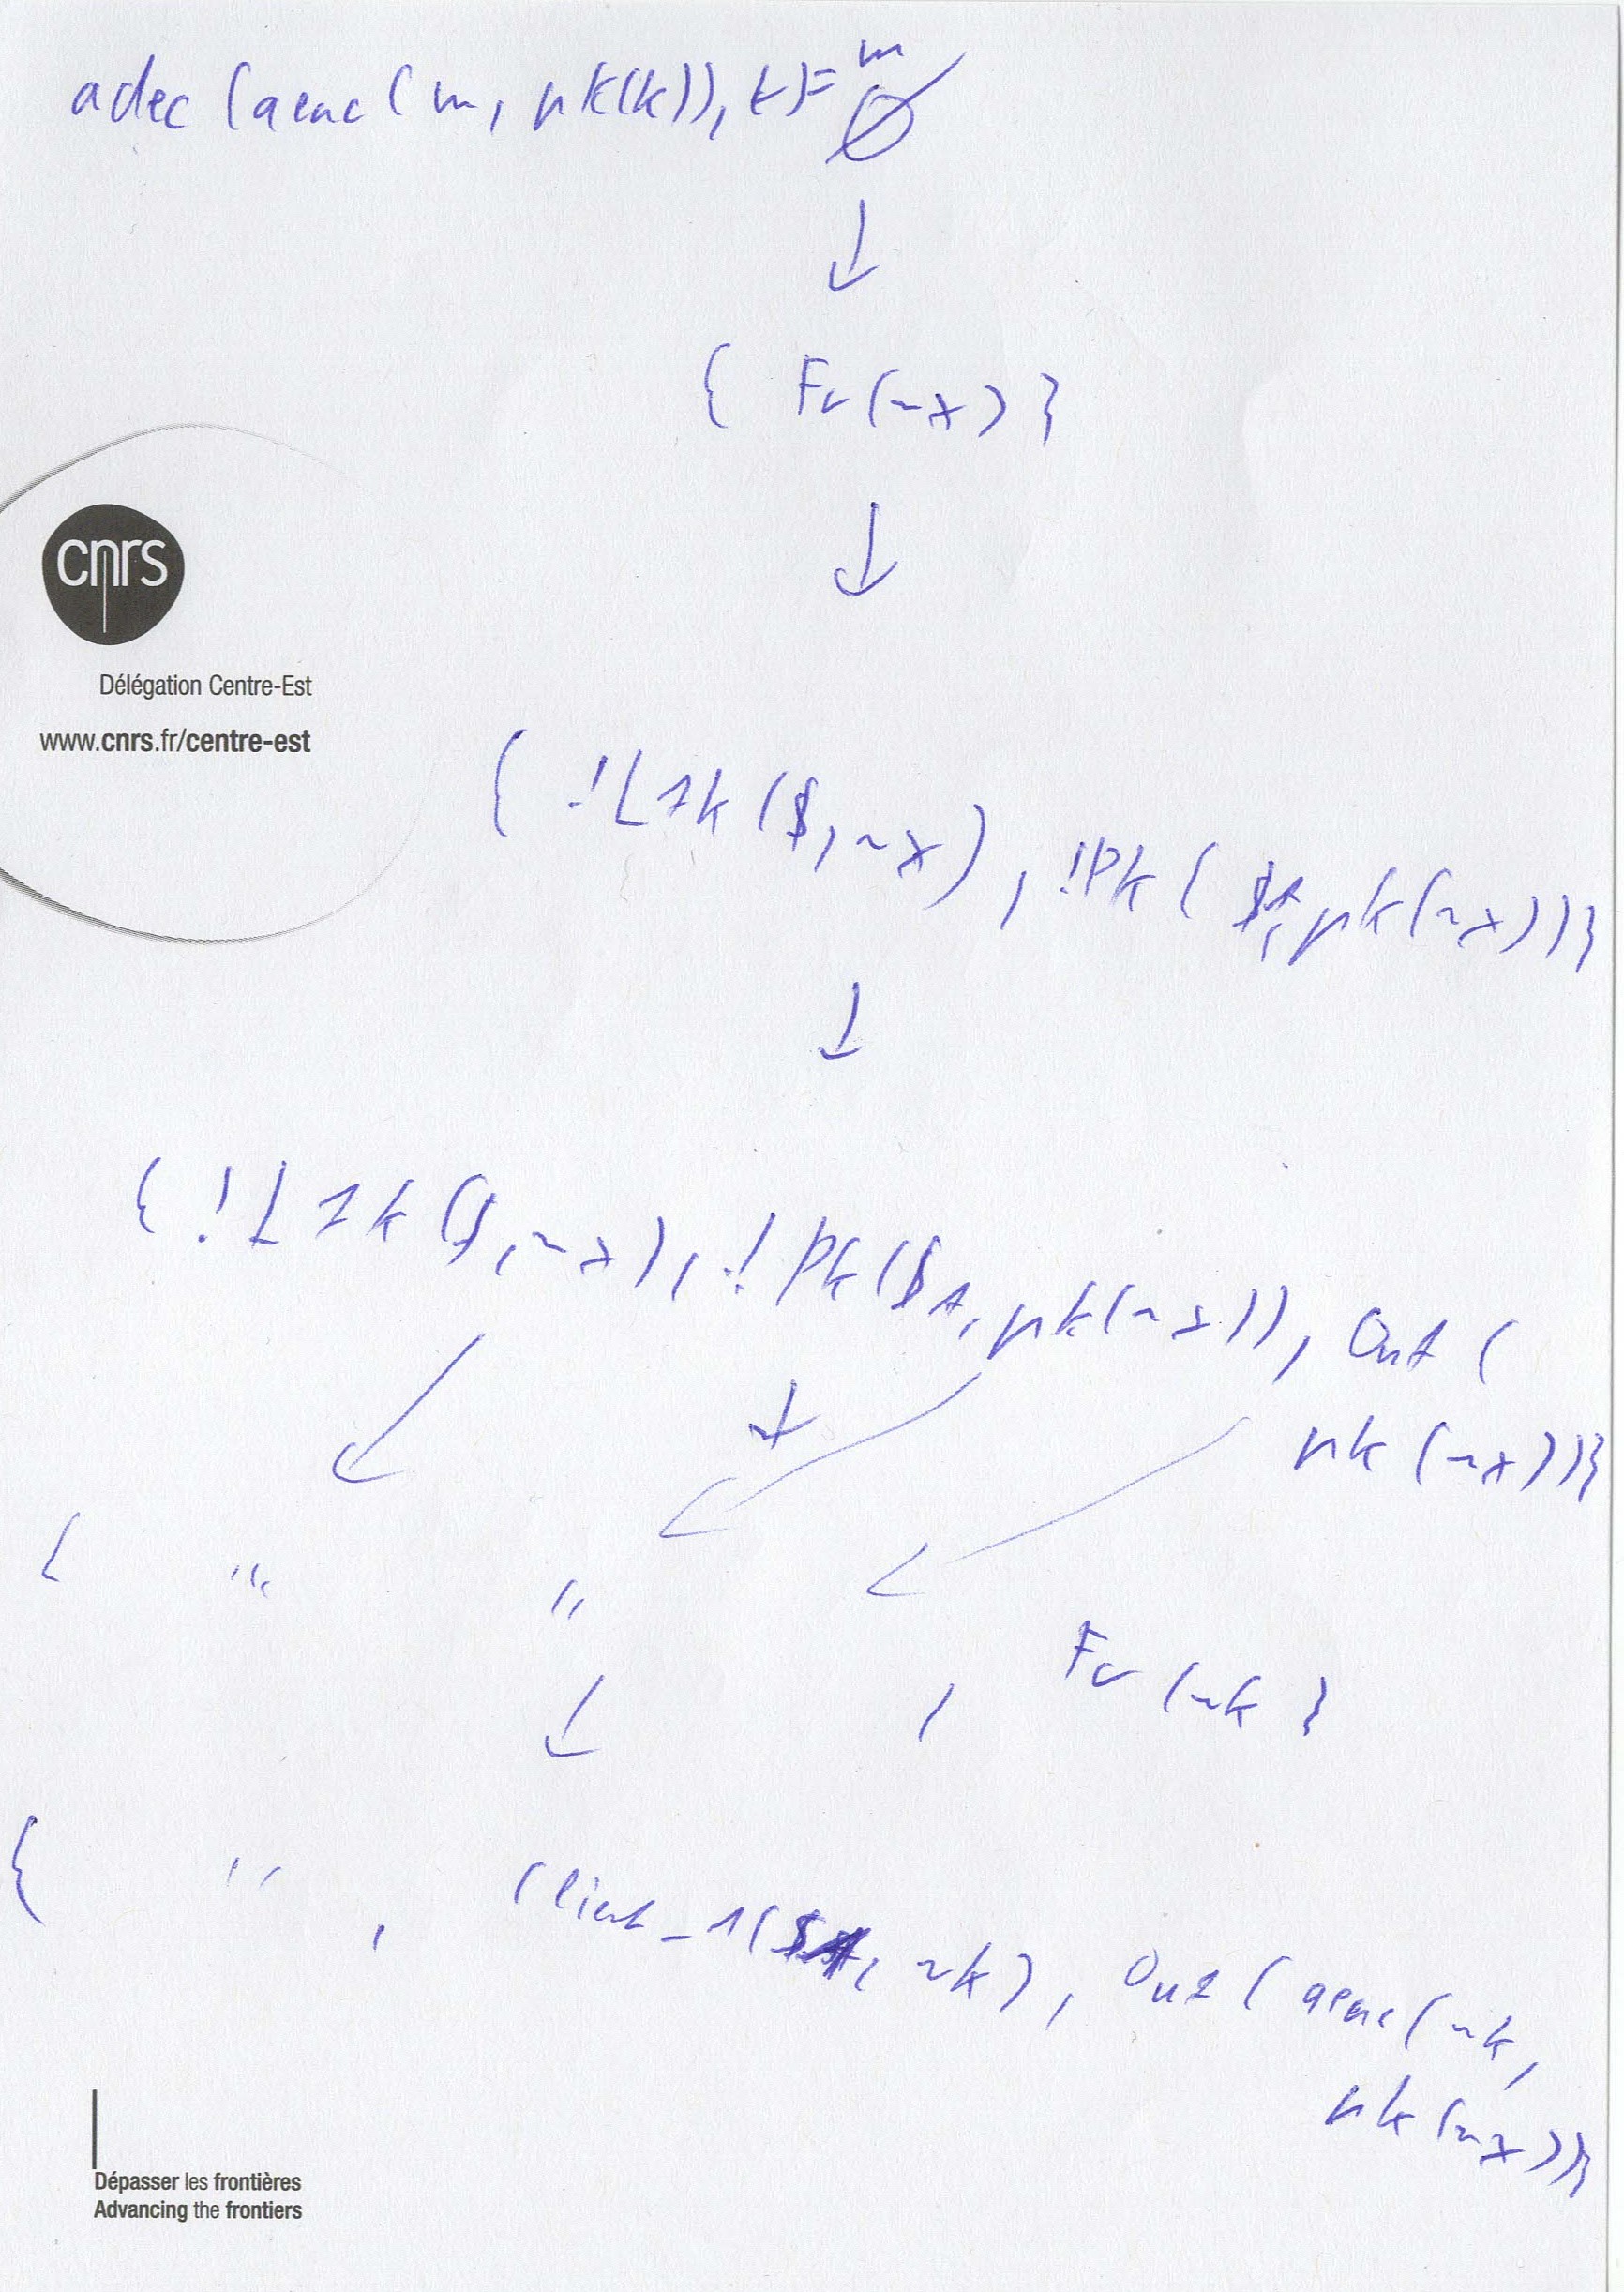 adec (aenc(m, pk(k)), k) = m
∅
↓
{ Fr(~x) }
↓
cnrs
Délégation Centre-Est
www.cnrs.fr/centre-est
{ !Ltk($, ~x), !Pk($A, pk(~x))}
↓
{ !Ltk($, ~x), !Pk($A, pk(~x)), Out(
pk(~x))}
↓
{ " "
, Fr(~k }
↓
{ " , Client_1($A, ~k), Out(aenc(~k,
pk(~x))}
Dépasser les frontières
Advancing the frontiers